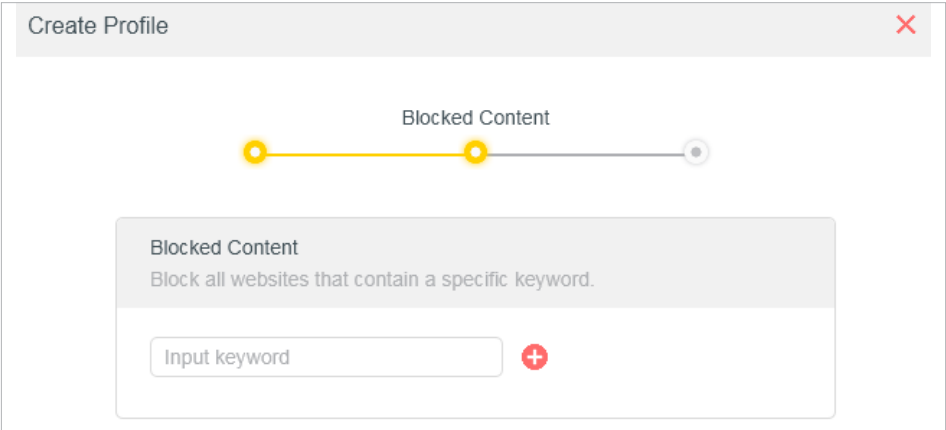 Create Profile
Blocked Content
Blocked Content
Block all websites that contain a specific keyword.
Input keyword